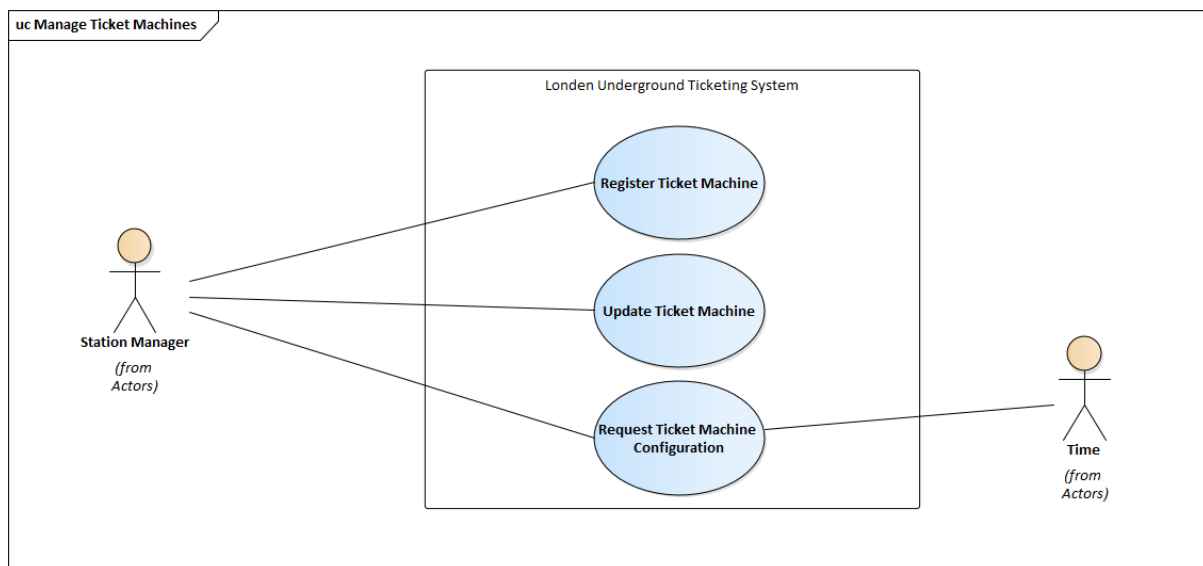 uc Manage Ticket Machines
Londen Underground Ticketing System
Register Ticket Machine
Station Manager
(from
Actors)
Update Ticket Machine
Request Ticket Machine
Configuration
Time
(from
Actors)